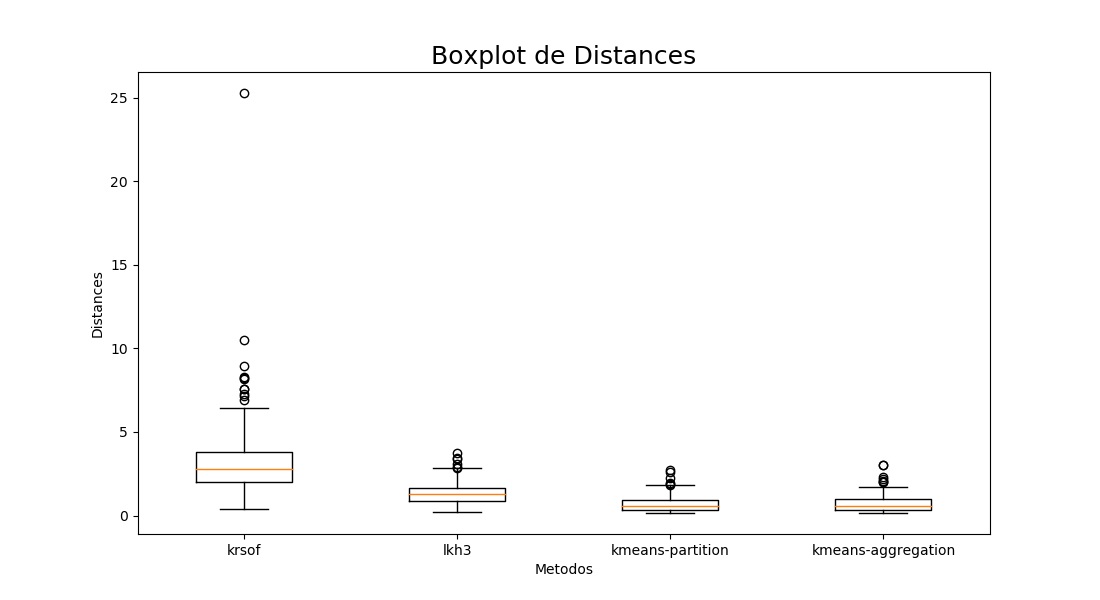 Boxplot de Distances
25
20
15
10
5
0
Distances
krsof
lkh3
kmeans-partition
kmeans-aggregation
Metodos